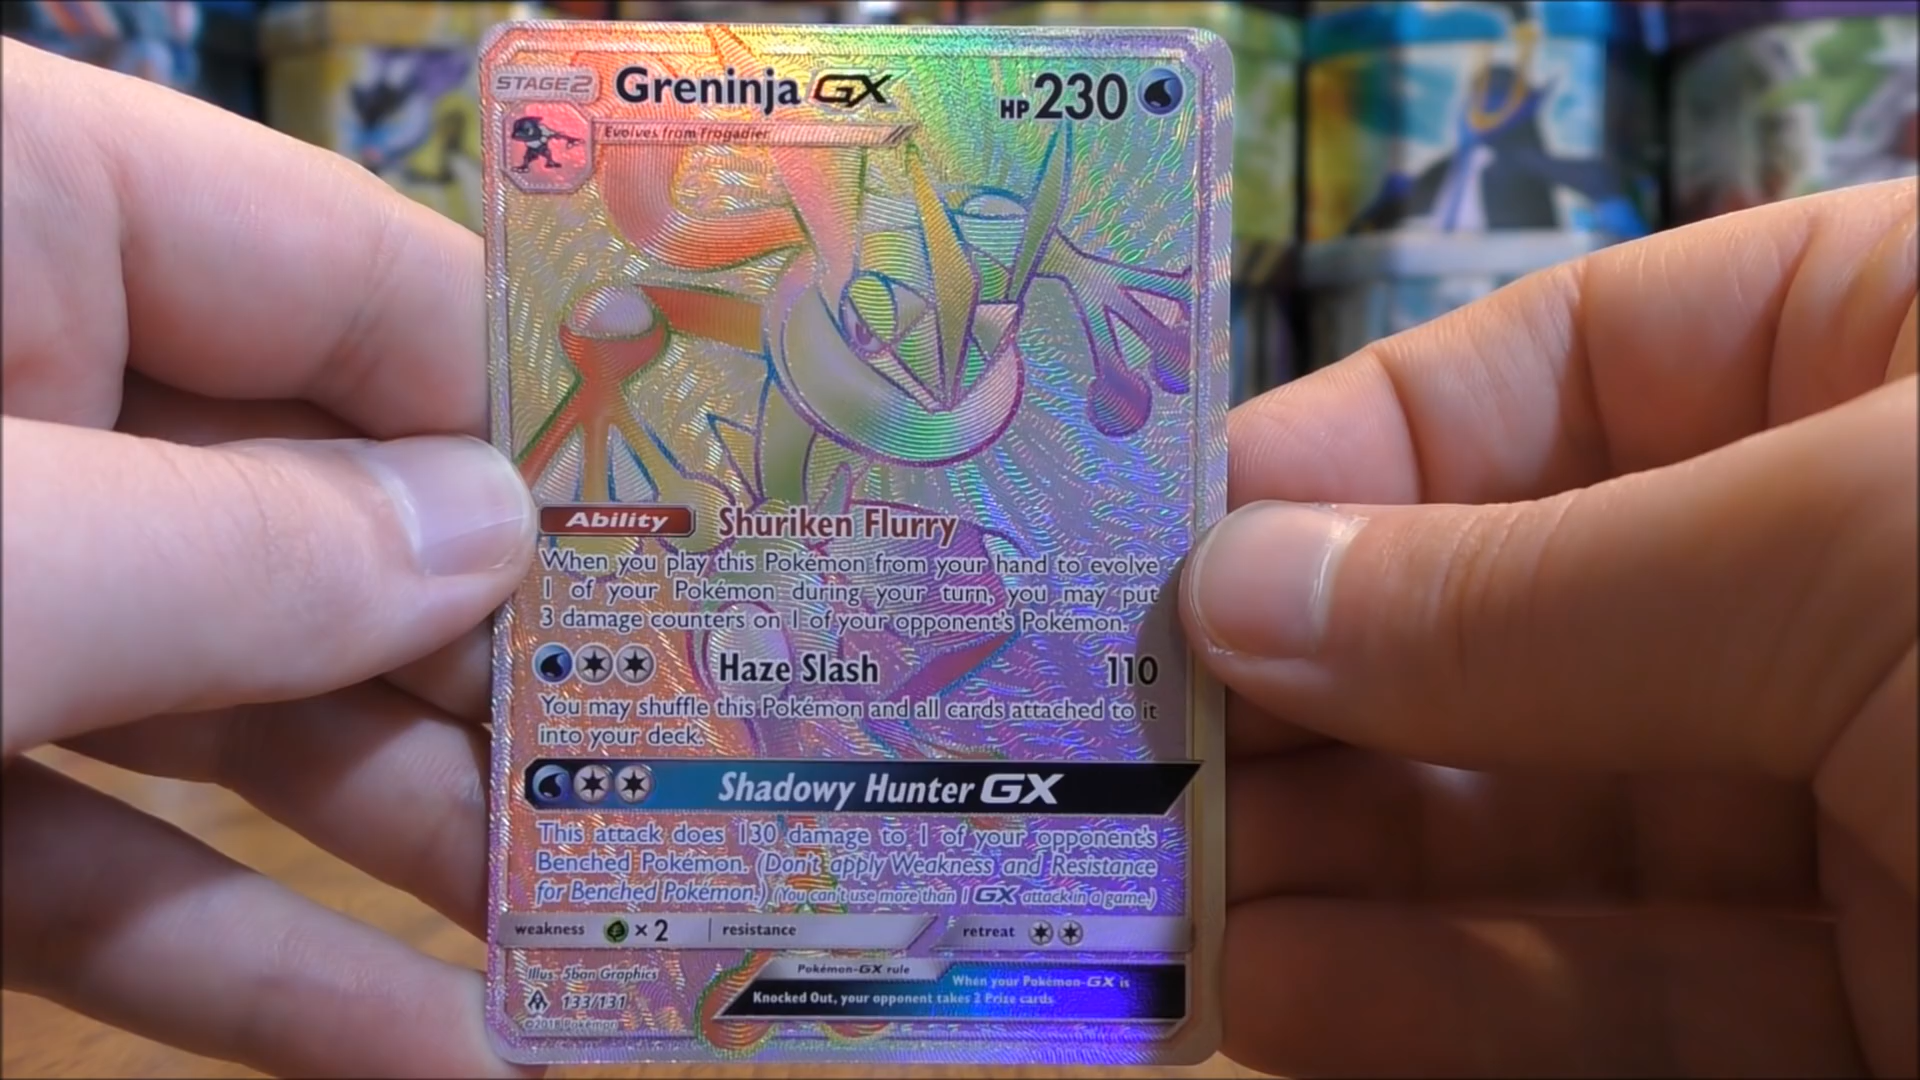 STAGE 2 Greninja GX HP 230
Evolves from Frogadier
Ability Shuriken Flurry
When you play this Pokémon from your hand to evolve
1 of your Pokémon during your turn, you may put
3 damage counters on 1 of your opponent's Pokémon.
Haze Slash 110
You may shuffle this Pokémon and all cards attached to it
into your deck.
Shadowy Hunter GX
This attack does 130 damage to 1 of your opponent's
Benched Pokémon. (Don't apply Weakness and Resistance
for Benched Pokémon.) (You can't use more than 1 GX attack in a game.)
weakness × 2 resistance retreat
Illus. 5ban Graphics
133/131
©2018 Pokémon
Pokémon-GX rule
When your Pokémon-GX is
Knocked Out, your opponent takes 2 Prize cards.